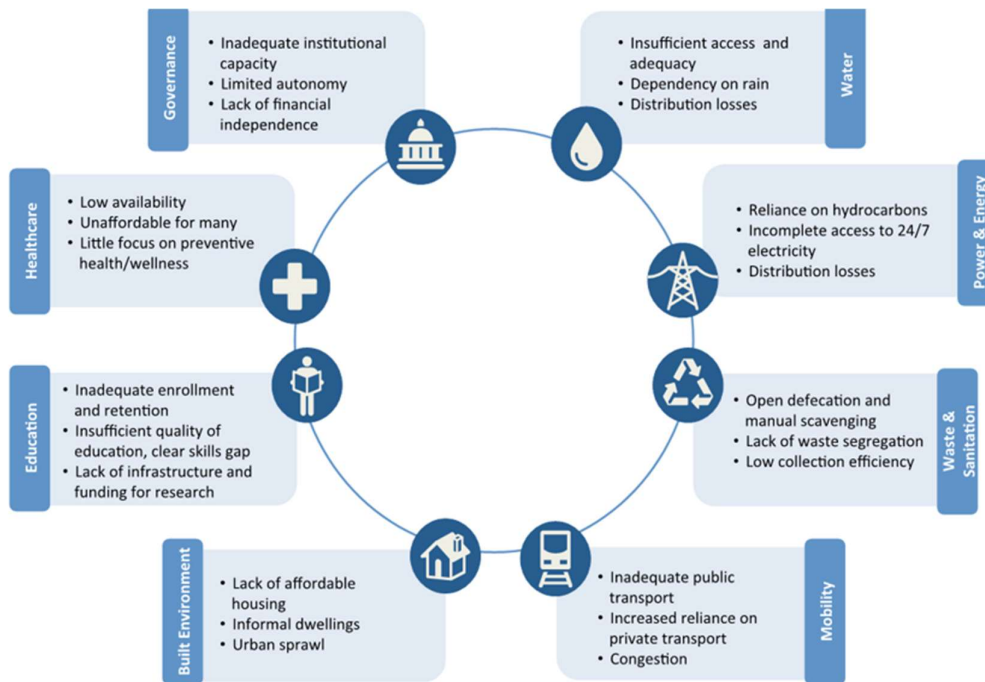 Governance
• Inadequate institutional
capacity
• Limited autonomy
• Lack of financial
independence
Water
• Insufficient access and
adequacy
• Dependency on rain
• Distribution losses
Power & Energy
• Reliance on hydrocarbons
• Incomplete access to 24/7
electricity
• Distribution losses
Waste &
Sanitation
• Open defecation and
manual scavenging
• Lack of waste segregation
• Low collection efficiency
Mobility
• Inadequate public
transport
• Increased reliance on
private transport
• Congestion
Built Environment
• Lack of affordable
housing
• Informal dwellings
• Urban sprawl
Education
• Inadequate enrollment
and retention
• Insufficient quality of
education, clear skills gap
• Lack of infrastructure and
funding for research
Healthcare
• Low availability
• Unaffordable for many
• Little focus on preventive
health/wellness